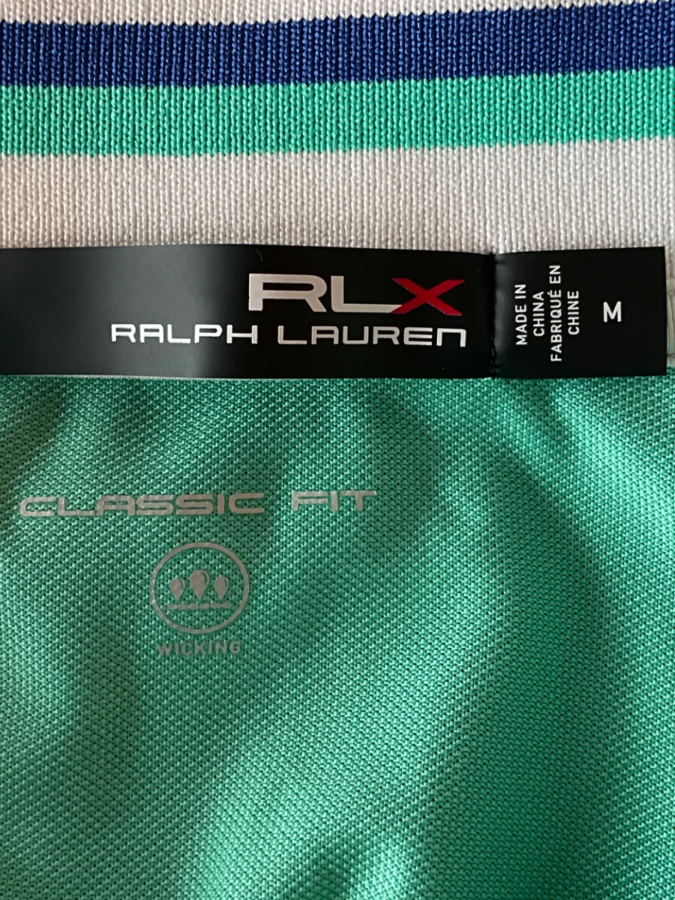 RLX
RALPH LAUREN
MADE IN
CHINA
FABRIQUÉ EN
CHINE
M
CLASSIC FIT
WICKING